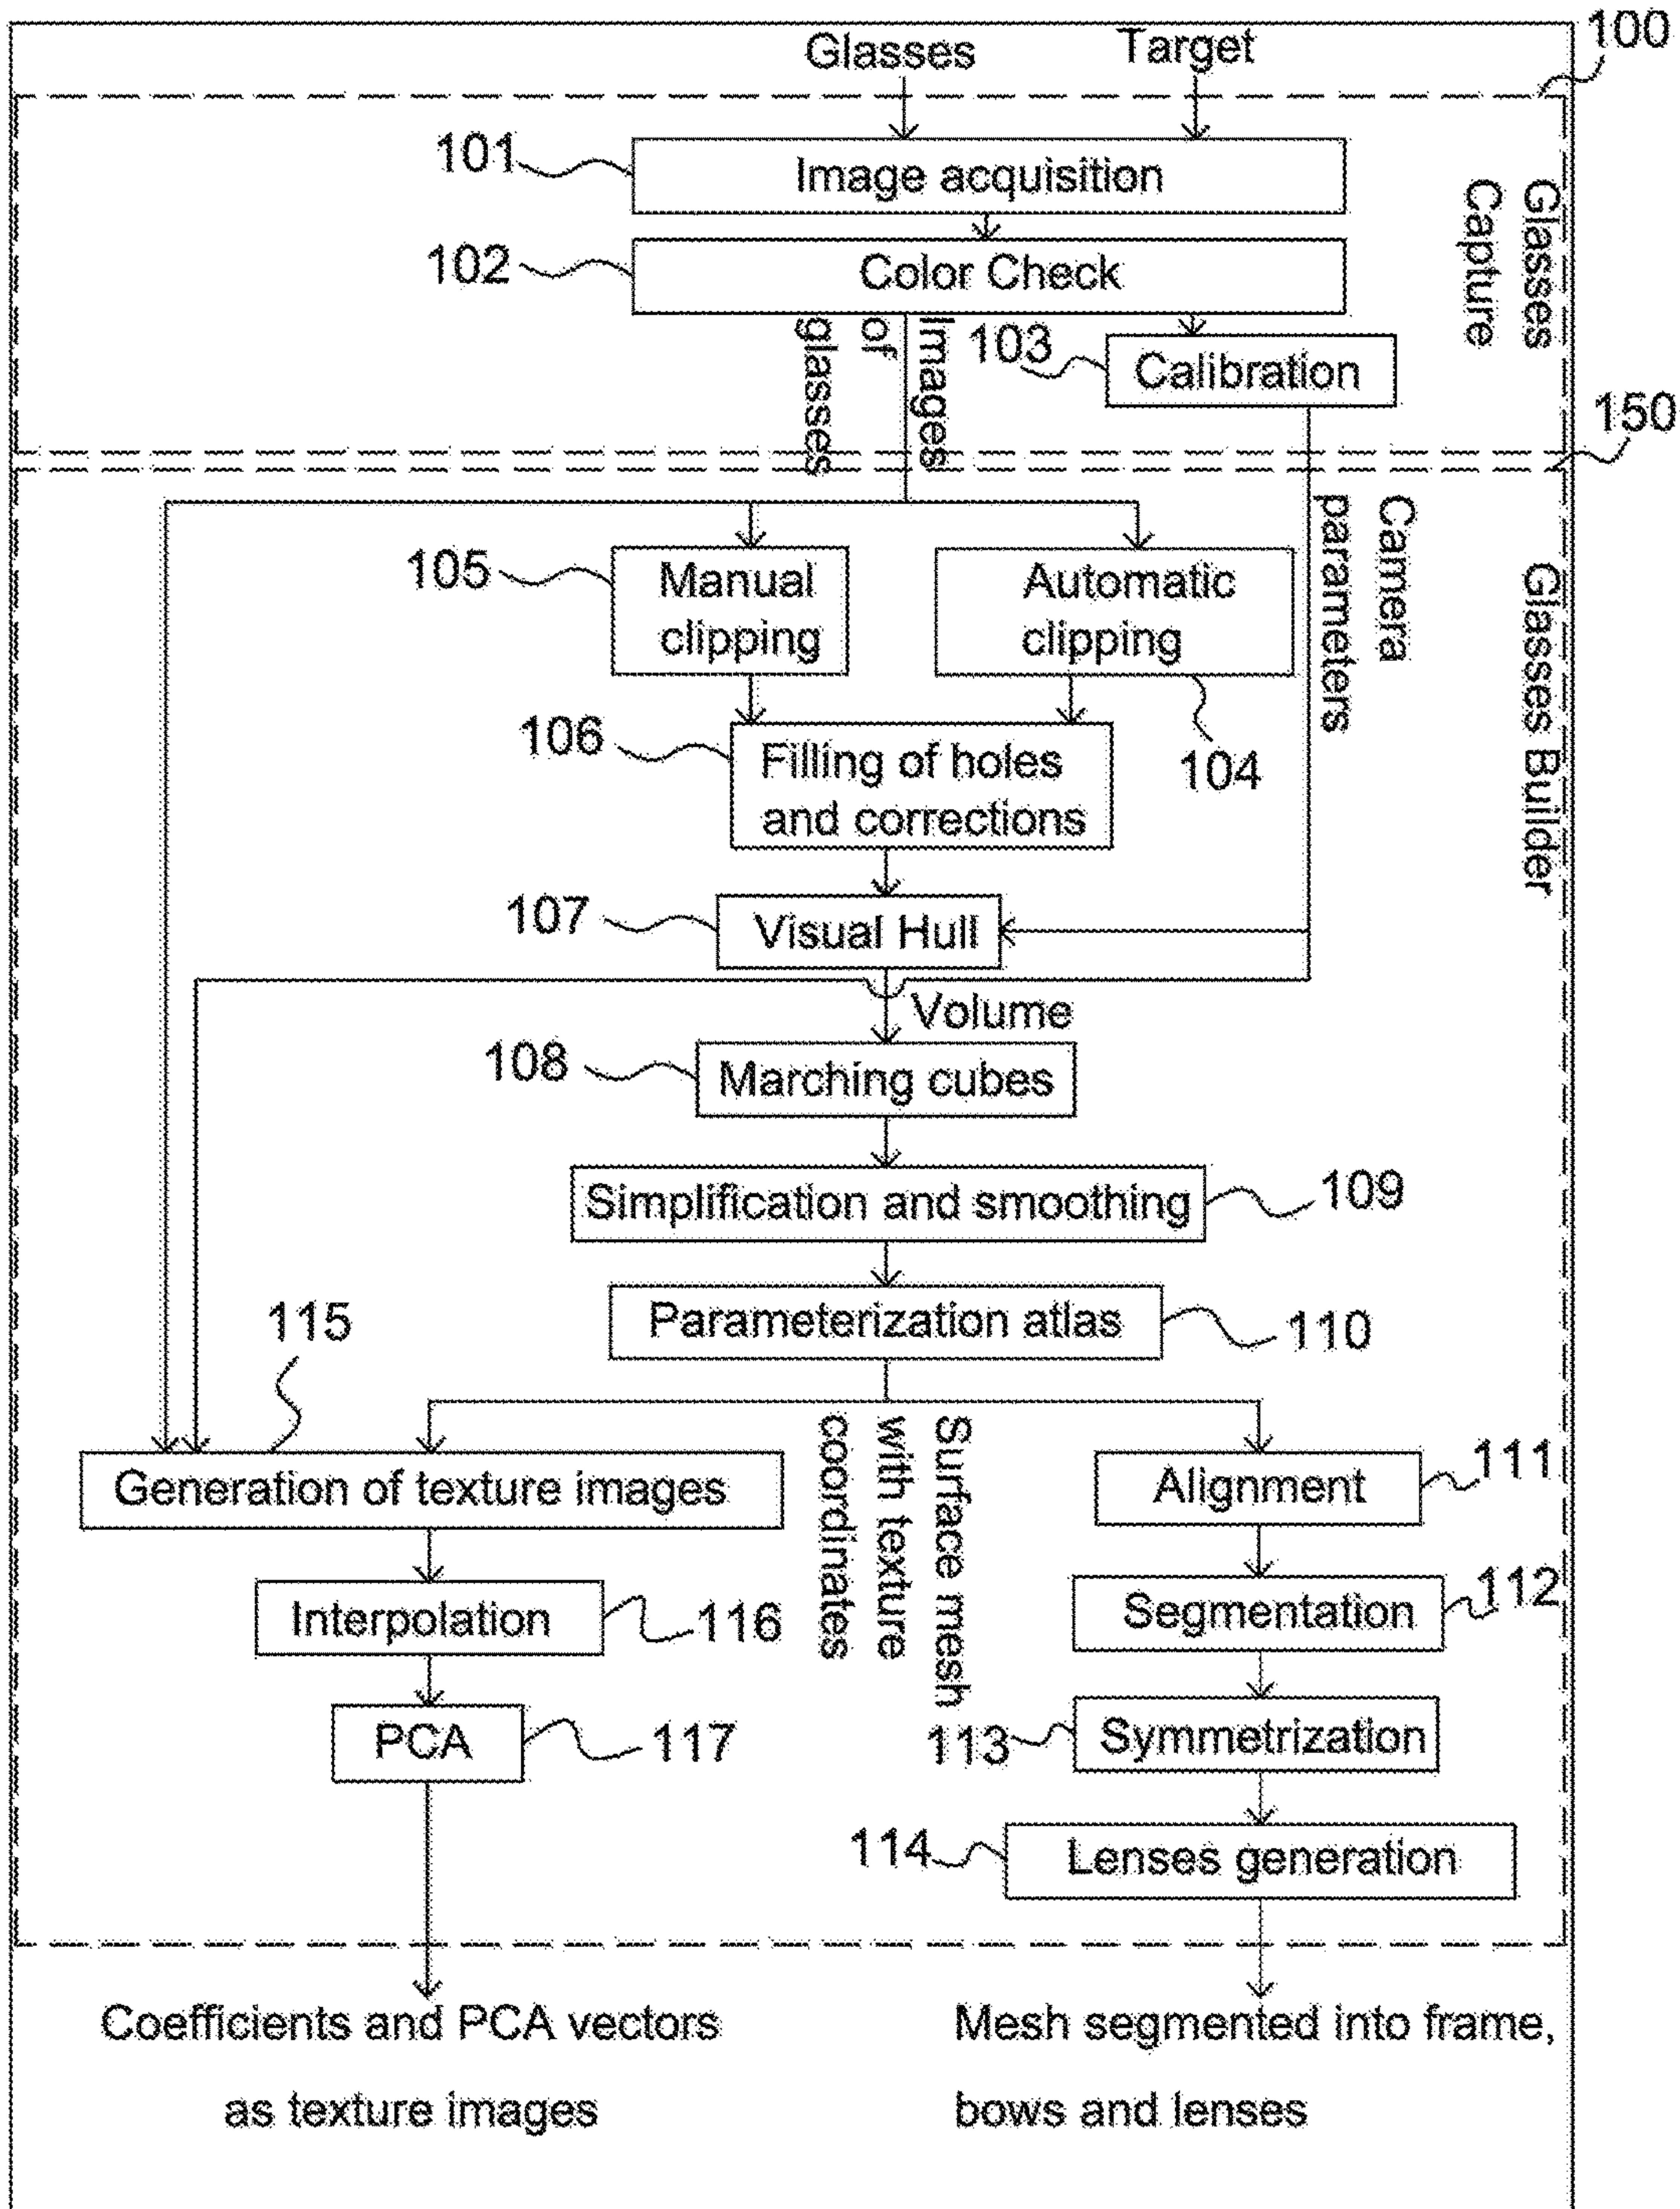 100
Glasses
Target
101
Image acquisition
102
Color Check
Glasses
Capture
Images
of
glasses
103
Calibration
150
Camera
parameters
105
Manual
clipping
Automatic
clipping
104
106
Filling of holes
and corrections
Glasses Builder
107
Visual Hull
Volume
108
Marching cubes
Simplification and smoothing
109
Parameterization atlas
110
115
Generation of texture images
Surface mesh
with texture
coordinates
Alignment
111
Interpolation
116
Segmentation
112
PCA
117
113
Symmetrization
114
Lenses generation
Coefficients and PCA vectors
as texture images
Mesh segmented into frame,
bows and lenses